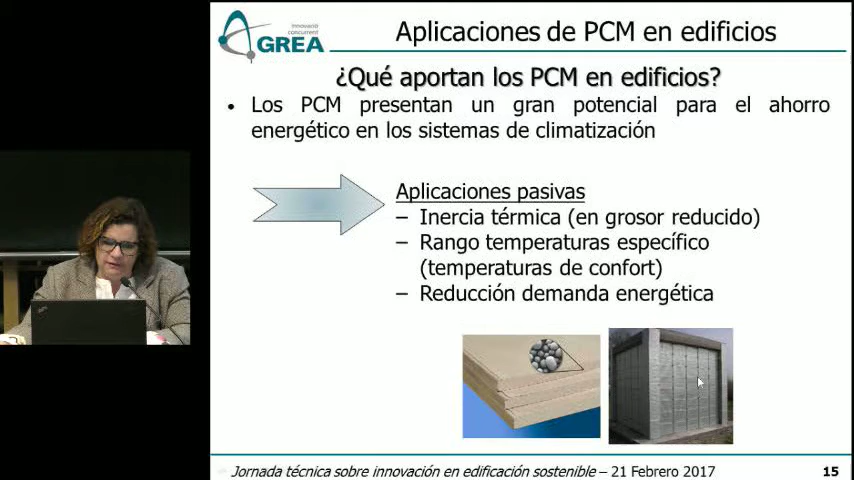 innovació
concurrent
GREA
Aplicaciones de PCM en edificios
¿Qué aportan los PCM en edificios?
• Los PCM presentan un gran potencial para el ahorro
energético en los sistemas de climatización
Aplicaciones pasivas
– Inercia térmica (en grosor reducido)
– Rango temperaturas específico
(temperaturas de confort)
– Reducción demanda energética
Jornada técnica sobre innovación en edificación sostenible – 21 Febrero 2017
15